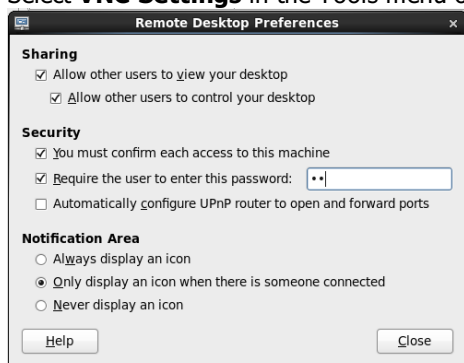 Select VNC Settings in the Tools menu o
Remote Desktop Preferences
Sharing
Allow other users to view your desktop
Allow other users to control your desktop
Security
You must confirm each access to this machine
Require the user to enter this password: ••
Automatically configure UPnP router to open and forward ports
Notification Area
Always display an icon
Only display an icon when there is someone connected
Never display an icon
Help Close